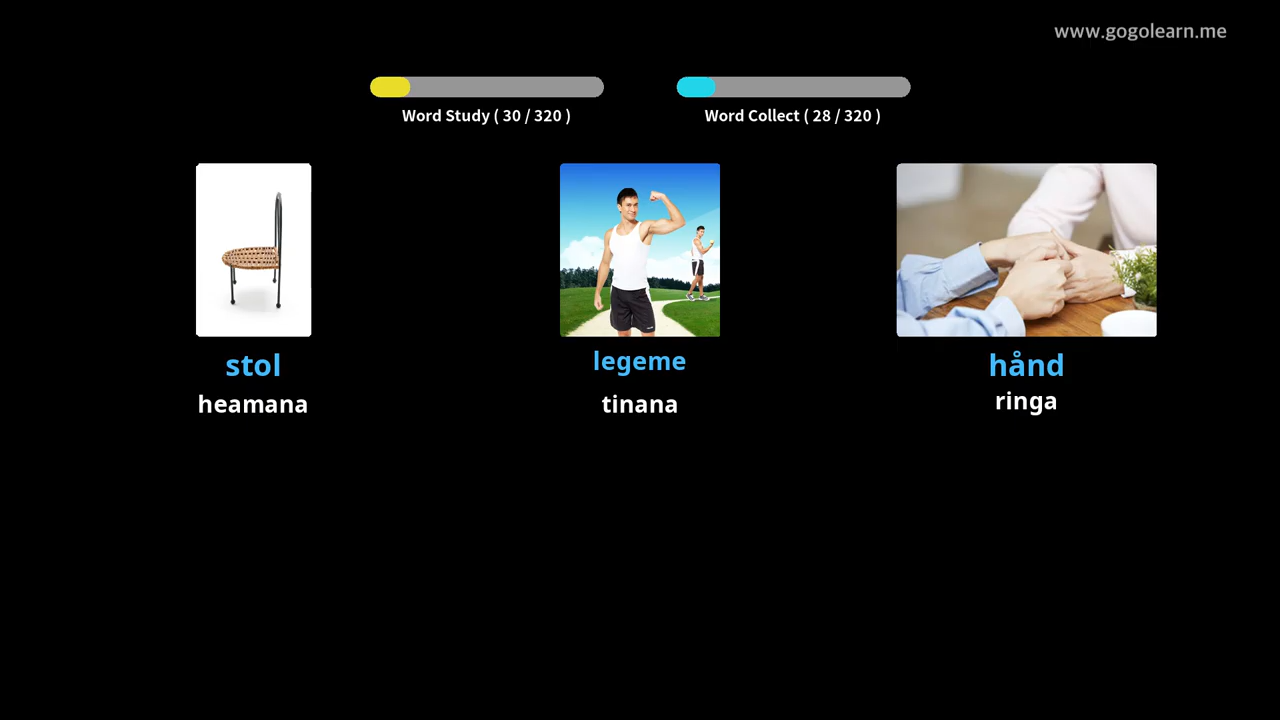 www.gogolearn.me
Word Study ( 30 / 320 )
Word Collect ( 28 / 320 )
stol
heamana
legeme
tinana
hånd
ringa